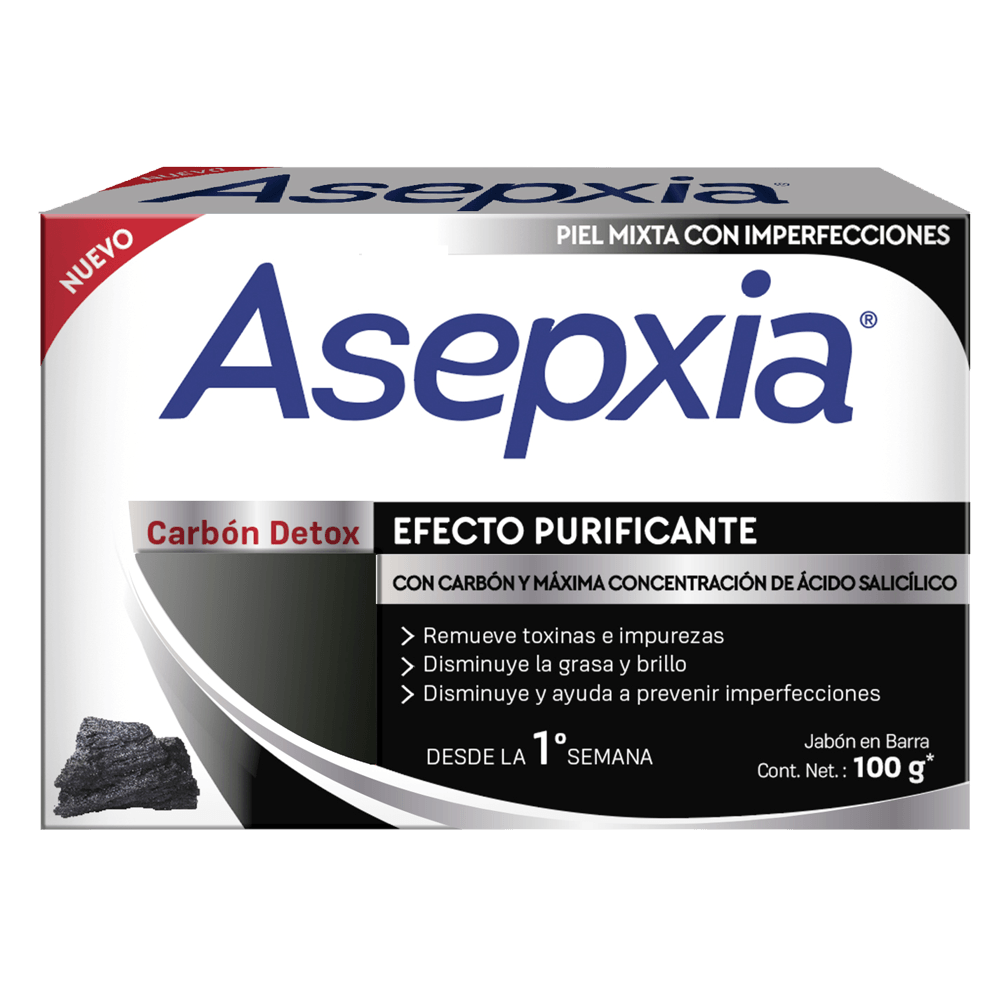 NUEVO
Asepxia
PIEL MIXTA CON IMPERFECCIONES
NUEVO
Asepxia®
Carbón Detox
EFECTO PURIFICANTE
CON CARBÓN Y MÁXIMA CONCENTRACIÓN DE ÁCIDO SALICÍLICO
Remueve toxinas e impurezas
Disminuye la grasa y brillo
Disminuye y ayuda a prevenir imperfecciones
DESDE LA 1º SEMANA
Jabón en Barra
Cont. Net.: 100 g*